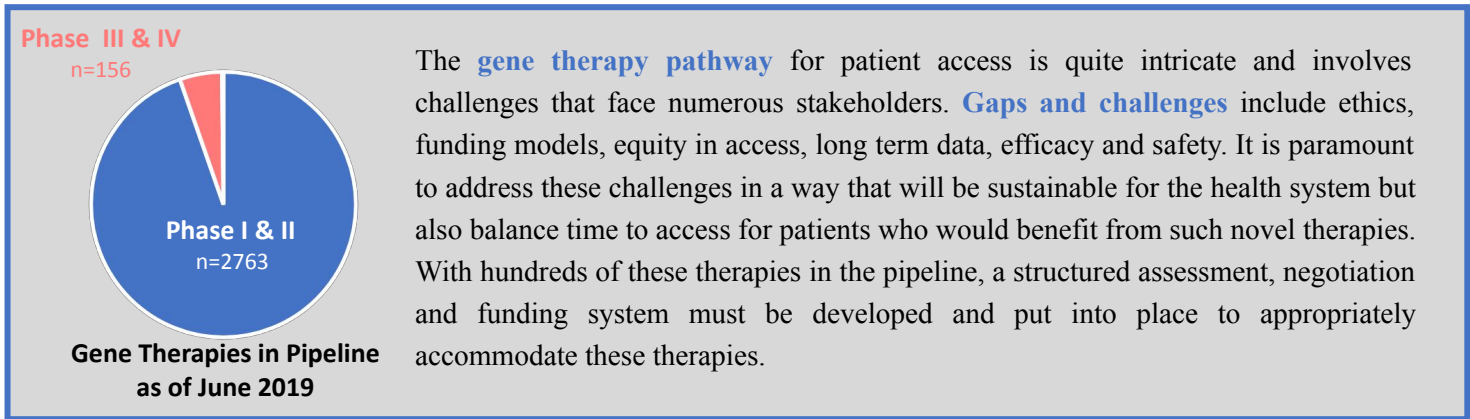 Phase III & IV
n=156
Phase I & II
n=2763
Gene Therapies in Pipeline
as of June 2019
The gene therapy pathway for patient access is quite intricate and involves
challenges that face numerous stakeholders. Gaps and challenges include ethics,
funding models, equity in access, long term data, efficacy and safety. It is paramount
to address these challenges in a way that will be sustainable for the health system but
also balance time to access for patients who would benefit from such novel therapies.
With hundreds of these therapies in the pipeline, a structured assessment, negotiation
and funding system must be developed and put into place to appropriately
accommodate these therapies.